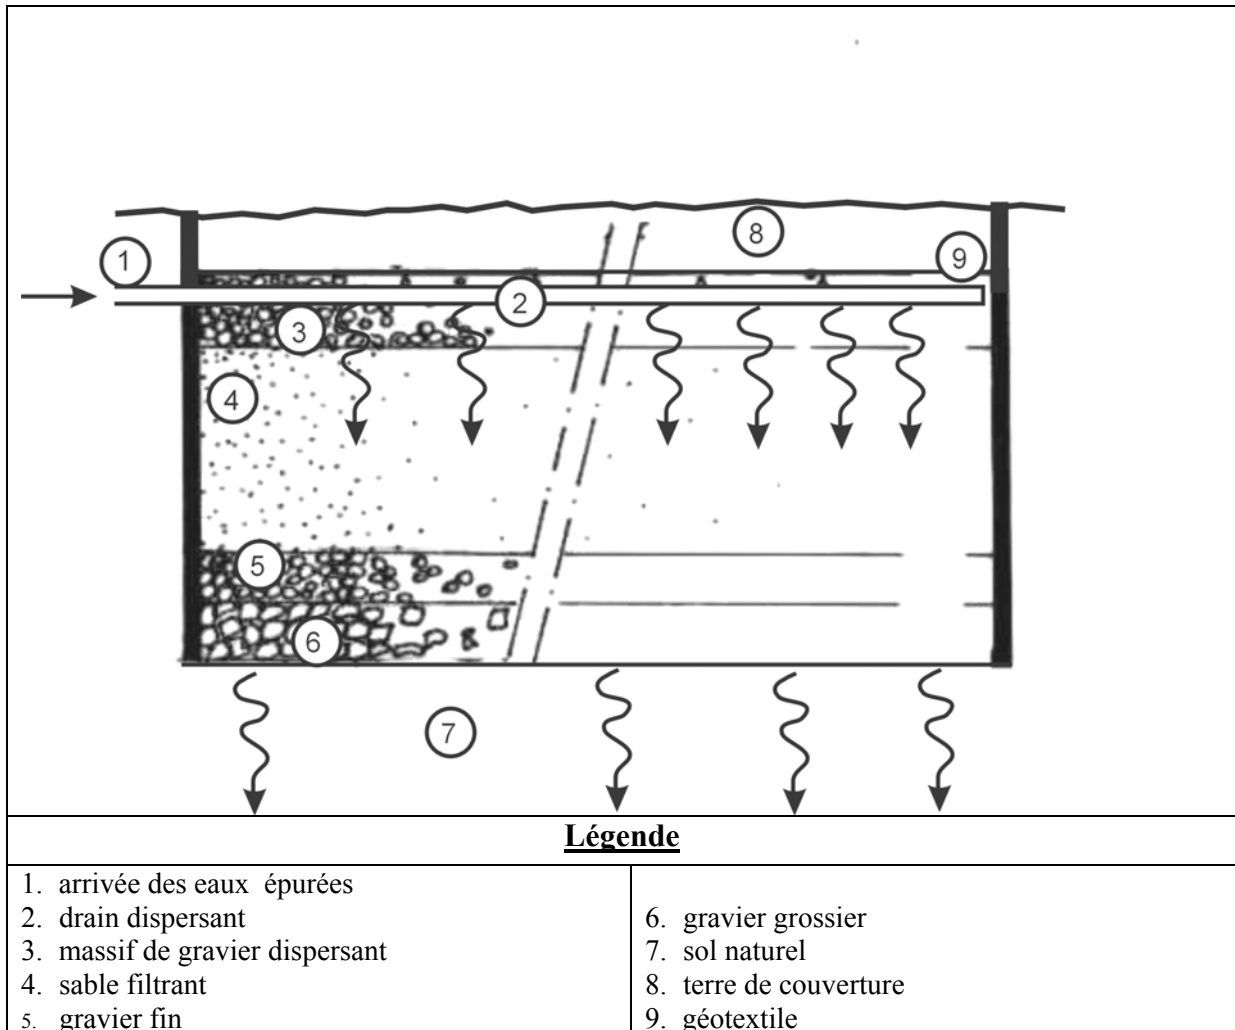 1
8
9
2
3
4
5
6
7
Légende
1. arrivée des eaux épurées
2. drain dispersant
3. massif de gravier dispersant
4. sable filtrant
5. gravier fin
6. gravier grossier
7. sol naturel
8. terre de couverture
9. géotextile